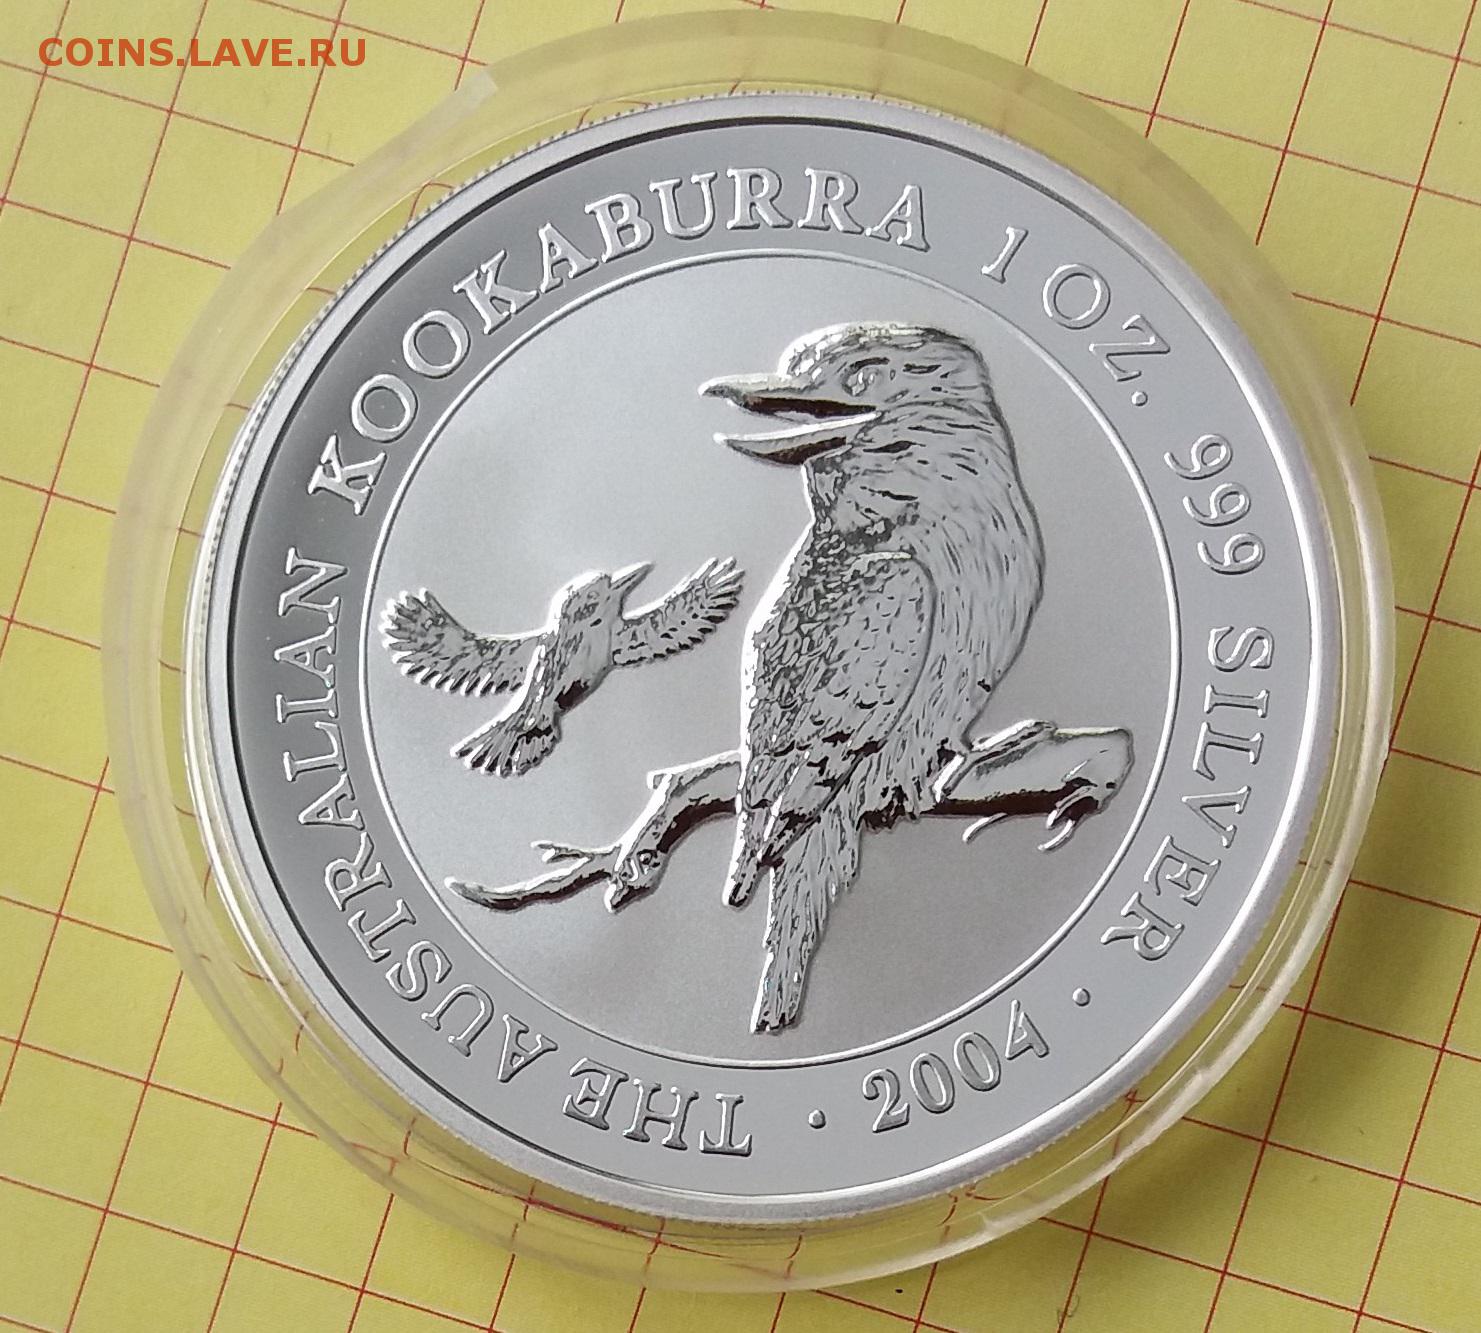 COINS.LAVE.RU
THE AUSTRALIAN KOOKABURRA 1 OZ. 999 SILVER · 2004 ·